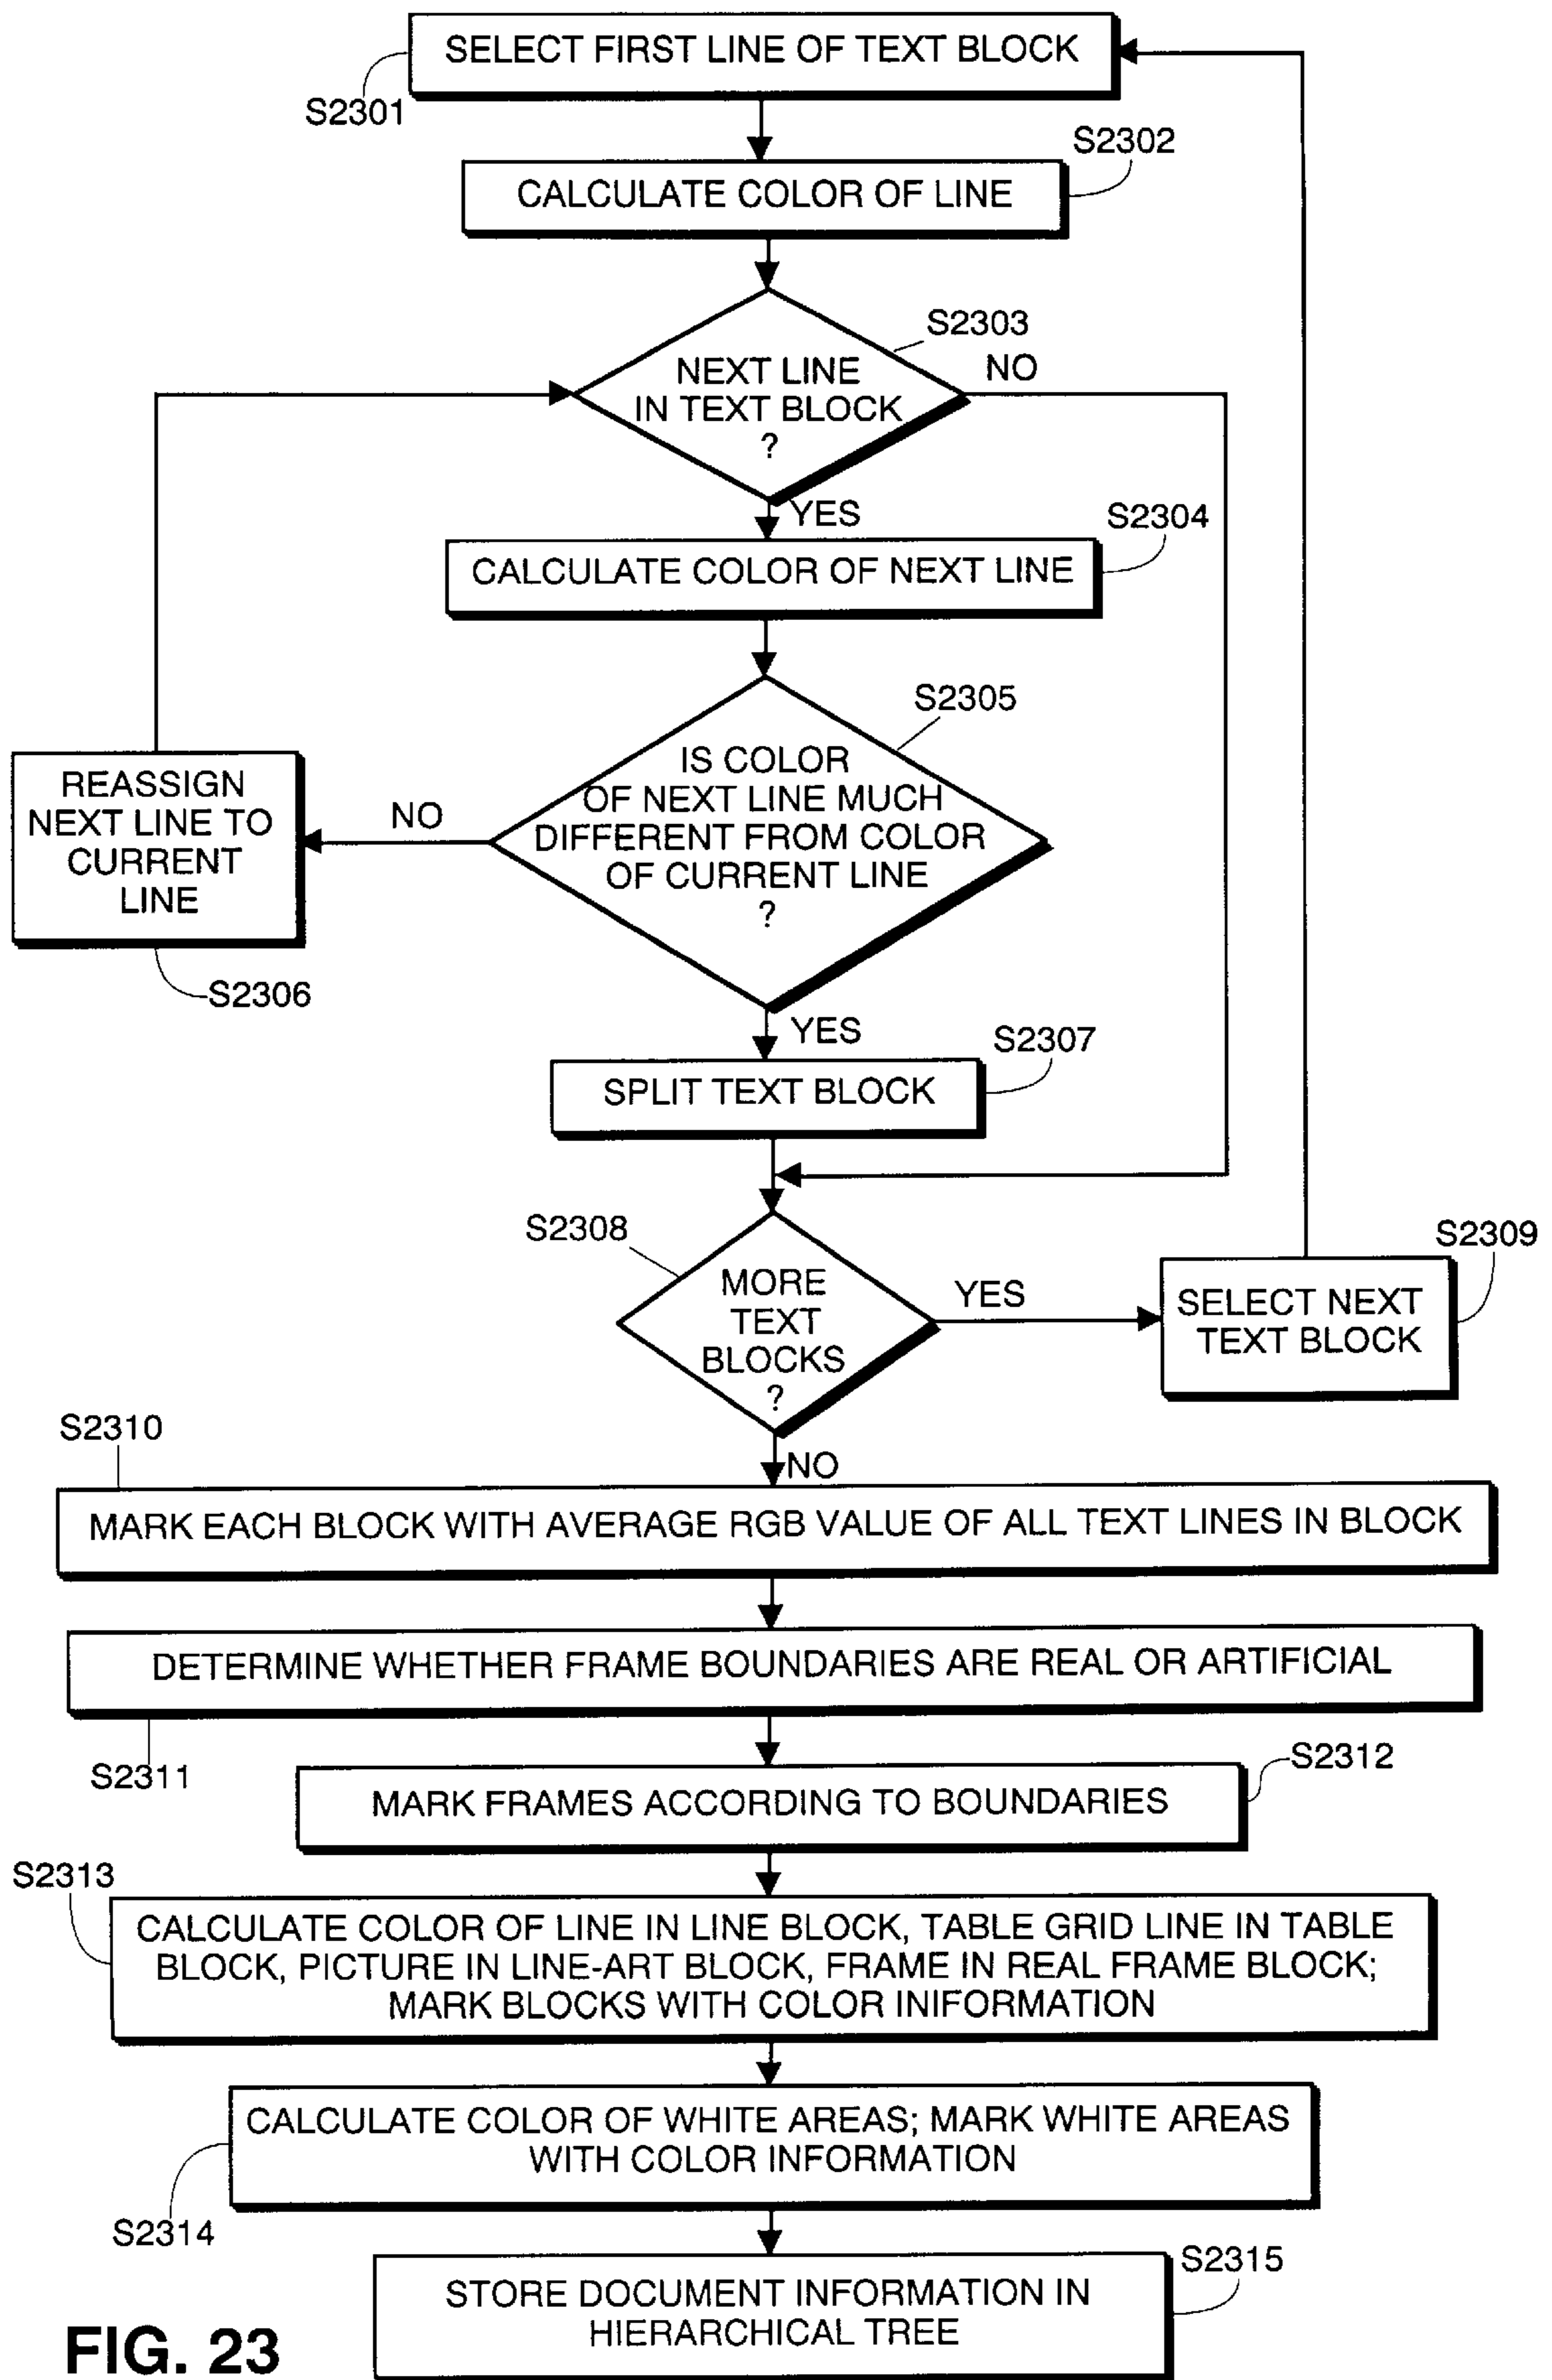 SELECT FIRST LINE OF TEXT BLOCK
S2301
S2302
CALCULATE COLOR OF LINE
S2303
NEXT LINE
IN TEXT BLOCK
?
NO
YES
S2304
CALCULATE COLOR OF NEXT LINE
S2305
IS COLOR
OF NEXT LINE MUCH
DIFFERENT FROM COLOR
OF CURRENT LINE
?
NO
REASSIGN
NEXT LINE TO
CURRENT
LINE
S2306
YES
S2307
SPLIT TEXT BLOCK
S2308
MORE
TEXT
BLOCKS
?
YES
S2309
SELECT NEXT
TEXT BLOCK
NO
S2310
MARK EACH BLOCK WITH AVERAGE RGB VALUE OF ALL TEXT LINES IN BLOCK
DETERMINE WHETHER FRAME BOUNDARIES ARE REAL OR ARTIFICIAL
S2311
S2312
MARK FRAMES ACCORDING TO BOUNDARIES
S2313
CALCULATE COLOR OF LINE IN LINE BLOCK, TABLE GRID LINE IN TABLE
BLOCK, PICTURE IN LINE-ART BLOCK, FRAME IN REAL FRAME BLOCK;
MARK BLOCKS WITH COLOR INIFORMATION
CALCULATE COLOR OF WHITE AREAS; MARK WHITE AREAS
WITH COLOR INFORMATION
S2314
S2315
STORE DOCUMENT INFORMATION IN
HIERARCHICAL TREE
FIG. 23